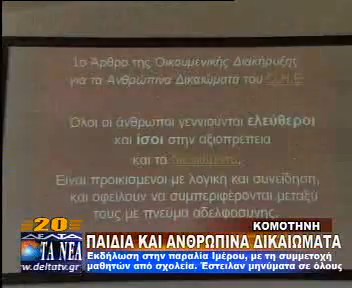 1ο Άρθρο της Οικουμενικής Διακήρυξης
για τα Ανθρώπινα Δικαιώματα του Ο.Η.Ε
Όλοι οι άνθρωποι γεννιούνται ελεύθεροι
και ίσοι στην αξιοπρέπεια
και τα δικαιώματα.
Είναι προικισμένοι με λογική και συνείδηση,
και οφείλουν να συμπεριφέρονται μεταξύ
τους με πνεύμα αδελφοσύνης.
20
ΔΕΛΤΑ
ΤΑ ΝΕΑ
www.deltatv.gr
ΚΟΜΟΤΗΝΗ
ΠΑΙΔΙΑ ΚΑΙ ΑΝΘΡΩΠΙΝΑ ΔΙΚΑΙΩΜΑΤΑ
Εκδήλωση στην παραλία Ιμέρου, με τη συμμετοχή
μαθητών από σχολεία. Έστειλαν μηνύματα σε όλους